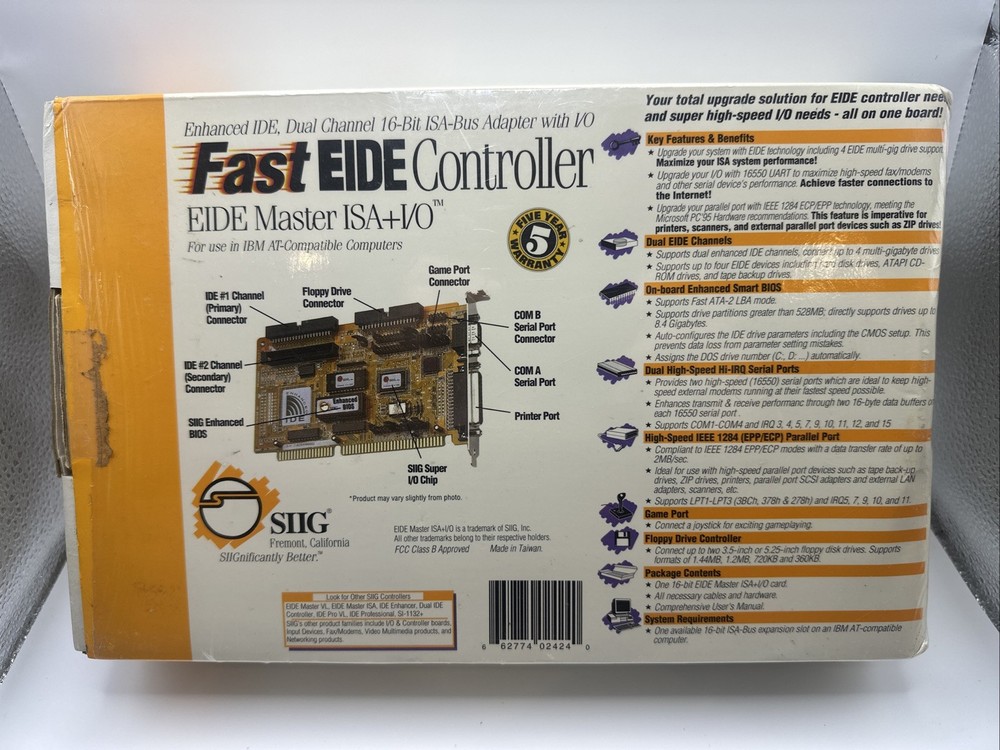 Enhanced IDE, Dual Channel 16-Bit ISA-Bus Adapter with I/O
Fast EIDE Controller
EIDE Master ISA+I/O™
For use in IBM AT-Compatible Computers
FIVE YEAR
5
WARRANTY
Game Port
Connector
Floppy Drive
Connector
IDE #1 Channel
(Primary)
Connector
COM B
Serial Port
Connector
IDE #2 Channel
(Secondary)
Connector
COM A
Serial Port
Printer Port
SIIG Enhanced
BIOS
Enhanced
BIOS
IDE
SIIG Super
I/O Chip
*Product may vary slightly from photo.
SIIG®
Fremont, California
SIIGnificantly Better.™
EIDE Master ISA+I/O is a trademark of SIIG, Inc.
All other trademarks belong to their respective holders.
FCC Class B Approved Made in Taiwan.
Look for Other SIIG Controllers
EIDE Master VL, EIDE Master ISA, IDE Enhancer, Dual IDE
Controller, IDE Pro VL, IDE Professional, SI-1132+
SIIG's other product families include I/O & Controller boards,
Input Devices, Fax/Modems, Video Multimedia products, and
Networking products.
6 62774 02424 0
Your total upgrade solution for EIDE controller nee
and super high-speed I/O needs - all on one board!
Key Features & Benefits
★ Upgrade your system with EIDE technology including 4 EIDE multi-gig drive support.
Maximize your ISA system performance!
★ Upgrade your I/O with 16550 UART to maximize high-speed fax/modems
and other serial device's performance. Achieve faster connections to
the Internet!
★ Upgrade your parallel port with IEEE 1284 ECP/EPP technology, meeting the
Microsoft PC'95 Hardware recommendations. This feature is imperative for
printers, scanners, and external parallel port devices such as ZIP drives!
Dual EIDE Channels
★ Supports dual enhanced IDE channels, connect up to 4 multi-gigabyte drives
★ Supports up to four EIDE devices including hard disk drives, ATAPI CD-
ROM drives, and tape backup drives.
On-board Enhanced Smart BIOS
★ Supports Fast ATA-2 LBA mode.
★ Supports drive partitions greater than 528MB; directly supports drives up to
8.4 Gigabytes.
★ Auto-configures the IDE drive parameters including the CMOS setup. This
prevents data loss from parameter setting mistakes.
★ Assigns the DOS drive number (C:, D: ...) automatically.
Dual High-Speed Hi-IRQ Serial Ports
★ Provides two high-speed (16550) serial ports which are ideal to keep high-
speed external modems running at their fastest speed possible.
★ Enhances transmit & receive performanc through two 16-byte data buffers on
each 16550 serial port .
★ Supports COM1-COM4 and IRQ 3, 4, 5, 7, 9, 10, 11, 12, and 15
High-Speed IEEE 1284 (EPP/ECP) Parallel Port
★ Compliant to IEEE 1284 EPP/ECP modes with a data transfer rate of up to
2MB/sec.
★ Ideal for use with high-speed parallel port devices such as tape back-up
drives, ZIP drives, printers, parallel port SCSI adapters and external LAN
adapters, scanners, etc.
★ Supports LPT1-LPT3 (3BCh, 378h & 278h) and IRQ5, 7, 9, 10, and 11.
Game Port
★ Connect a joystick for exciting gameplaying.
Floppy Drive Controller
★ Connect up to two 3.5-inch or 5.25-inch floppy disk drives. Supports
formats of 1.44MB, 1.2MB, 720KB and 360KB.
Package Contents
★ One 16-bit EIDE Master ISA+I/O card.
★ All necessary cables and hardware.
★ Comprehensive User's Manual.
System Requirements
★ One available 16-bit ISA-Bus expansion slot on an IBM AT-compatible
computer.